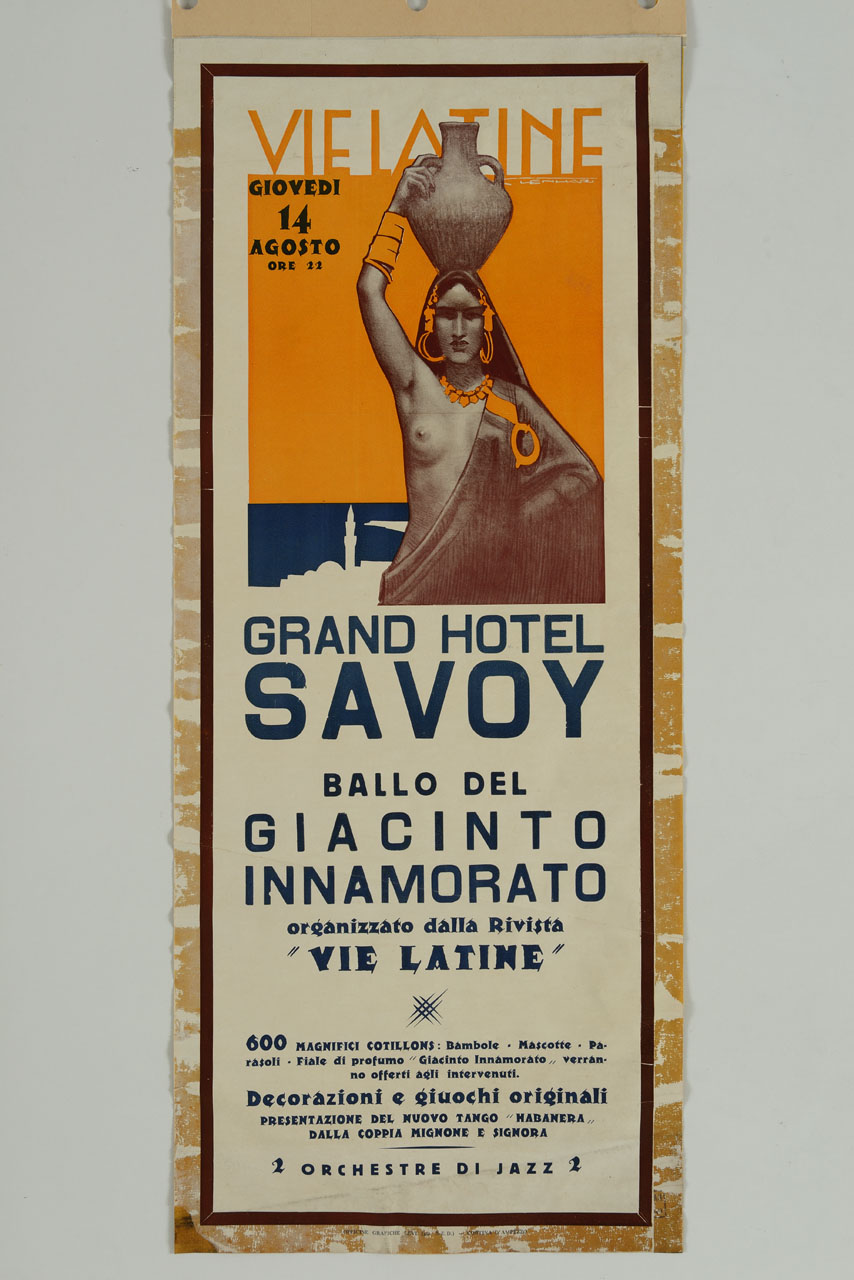 VIE LATINE
GIOVEDI
14
AGOSTO
ORE 22
GRAND HOTEL
SAVOY
BALLO DEL
GIACINTO
INNAMORATO
organizzato dalla Rivista
"VIE LATINE"
600 MAGNIFICI COTILLONS: Bambole - Mascotte - Pa-
rasoli - Fiale di profumo "Giacinto Innamorato„ verran-
no offerti agli intervenuti.
Decorazioni e giuochi originali
PRESENTAZIONE DEL NUOVO TANGO "HABANERA„
DALLA COPPIA MIGNONE E SIGNORA
2 ORCHESTRE DI JAZZ 2
GRAFICHE